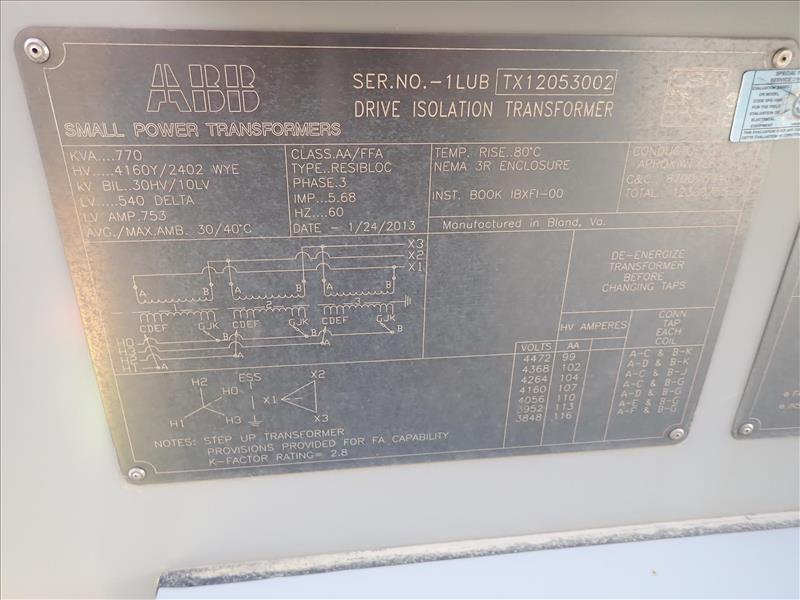 ABB
SER.NO.-1LUB TX12053002
SMALL POWER TRANSFORMERS
DRIVE ISOLATION TRANSFORMER
KVA....770
HV....4160Y/2402 WYE
kV BIL..30HV/10LV
LV....540 DELTA
LV AMP.753
AVG./MAX.AMB. 30/40°C
CLASS.AA/FFA
TYPE..RESIBLOC
PHASE.3
IMP...5.68
HZ....60
DATE - 1/24/2013
TEMP. RISE..80°C
NEMA 3R ENCLOSURE
INST. BOOK IBXFI-00
C&C.
TOTAL.
Manufactured in Bland, Va.
X3
X2
X1
A B A B A B
1 2 3
CDEF GJK CDEF GJK CDEF GJK
B B B
H0
A A
H1 A
DE-ENERGIZE
TRANSFORMER
BEFORE
CHANGING TAPS
HV AMPERES
CONN
TAP
EACH
COIL
VOLTS AA
4472 99 A-C & B-K
4368 102 A-D & B-K
4264 104 A-C & B-J
4160 107 A-C & B-G
4056 110 A-D & B-G
3952 113 A-E & B-G
3848 116 A-F & B-G
H2 ESS X2
H0
X1
H1 H3 X3
NOTES: STEP UP TRANSFORMER
PROVISIONS PROVIDED FOR FA CAPABILITY
K-FACTOR RATING= 2.8